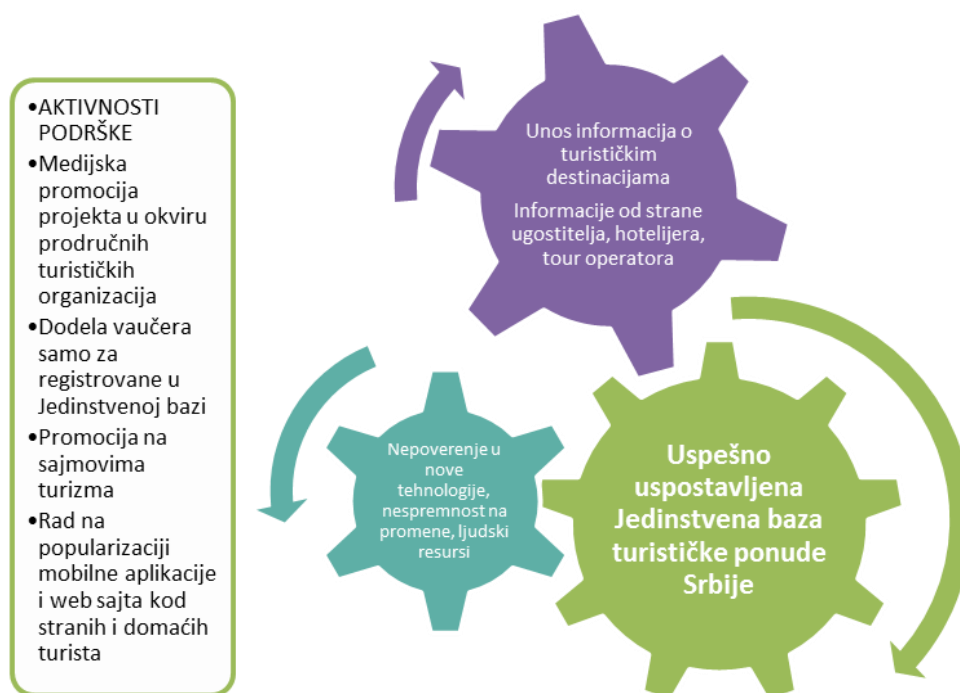 •AKTIVNOSTI
PODRŠKE
•Medijska
promocija
projekta u okviru
prodručnih
turističkih
organizacija
•Dodela vaučera
samo za
registrovane u
Jedinstvenoj bazi
•Promocija na
sajmovima
turizma
•Rad na
popularizaciji
mobilne aplikacije
i web sajta kod
stranih i domaćih
turista
Unos informacija o
turističkim
destinacijama
Informacije od strane
ugostitelja, hotelijera,
tour operatora
Nepoverenje u
nove
tehnologije,
nespremnost na
promene, ljudski
resursi
Uspešno
uspostavljena
Jedinstvena baza
turističke ponude
Srbije